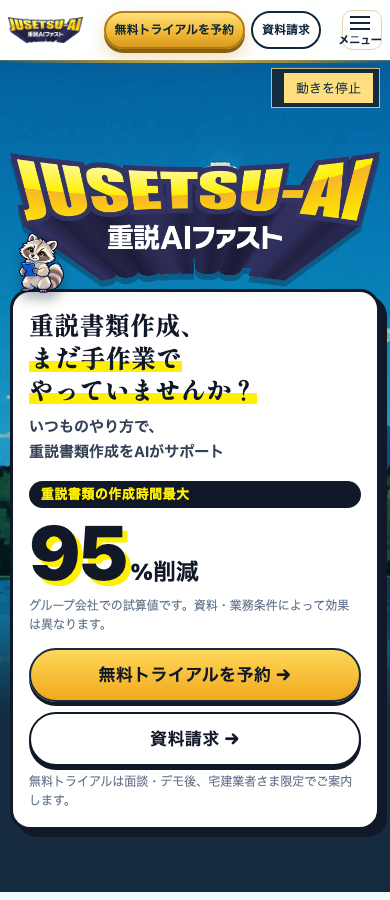 JUSETSU-AI
重説AIファスト
無料トライアルを予約
資料請求
メニュー
動きを停止
JUSETSU-AI
重説AIファスト
重説書類作成、
まだ手作業で
やっていませんか？
いつものやり方で、
重説書類作成をAIがサポート
重説書類の作成時間最大
95%削減
グループ会社での試算値です。資料・業務条件によって効果
は異なります。
無料トライアルを予約 →
資料請求 →
無料トライアルは面談・デモ後、宅建業者さま限定でご案内
します。